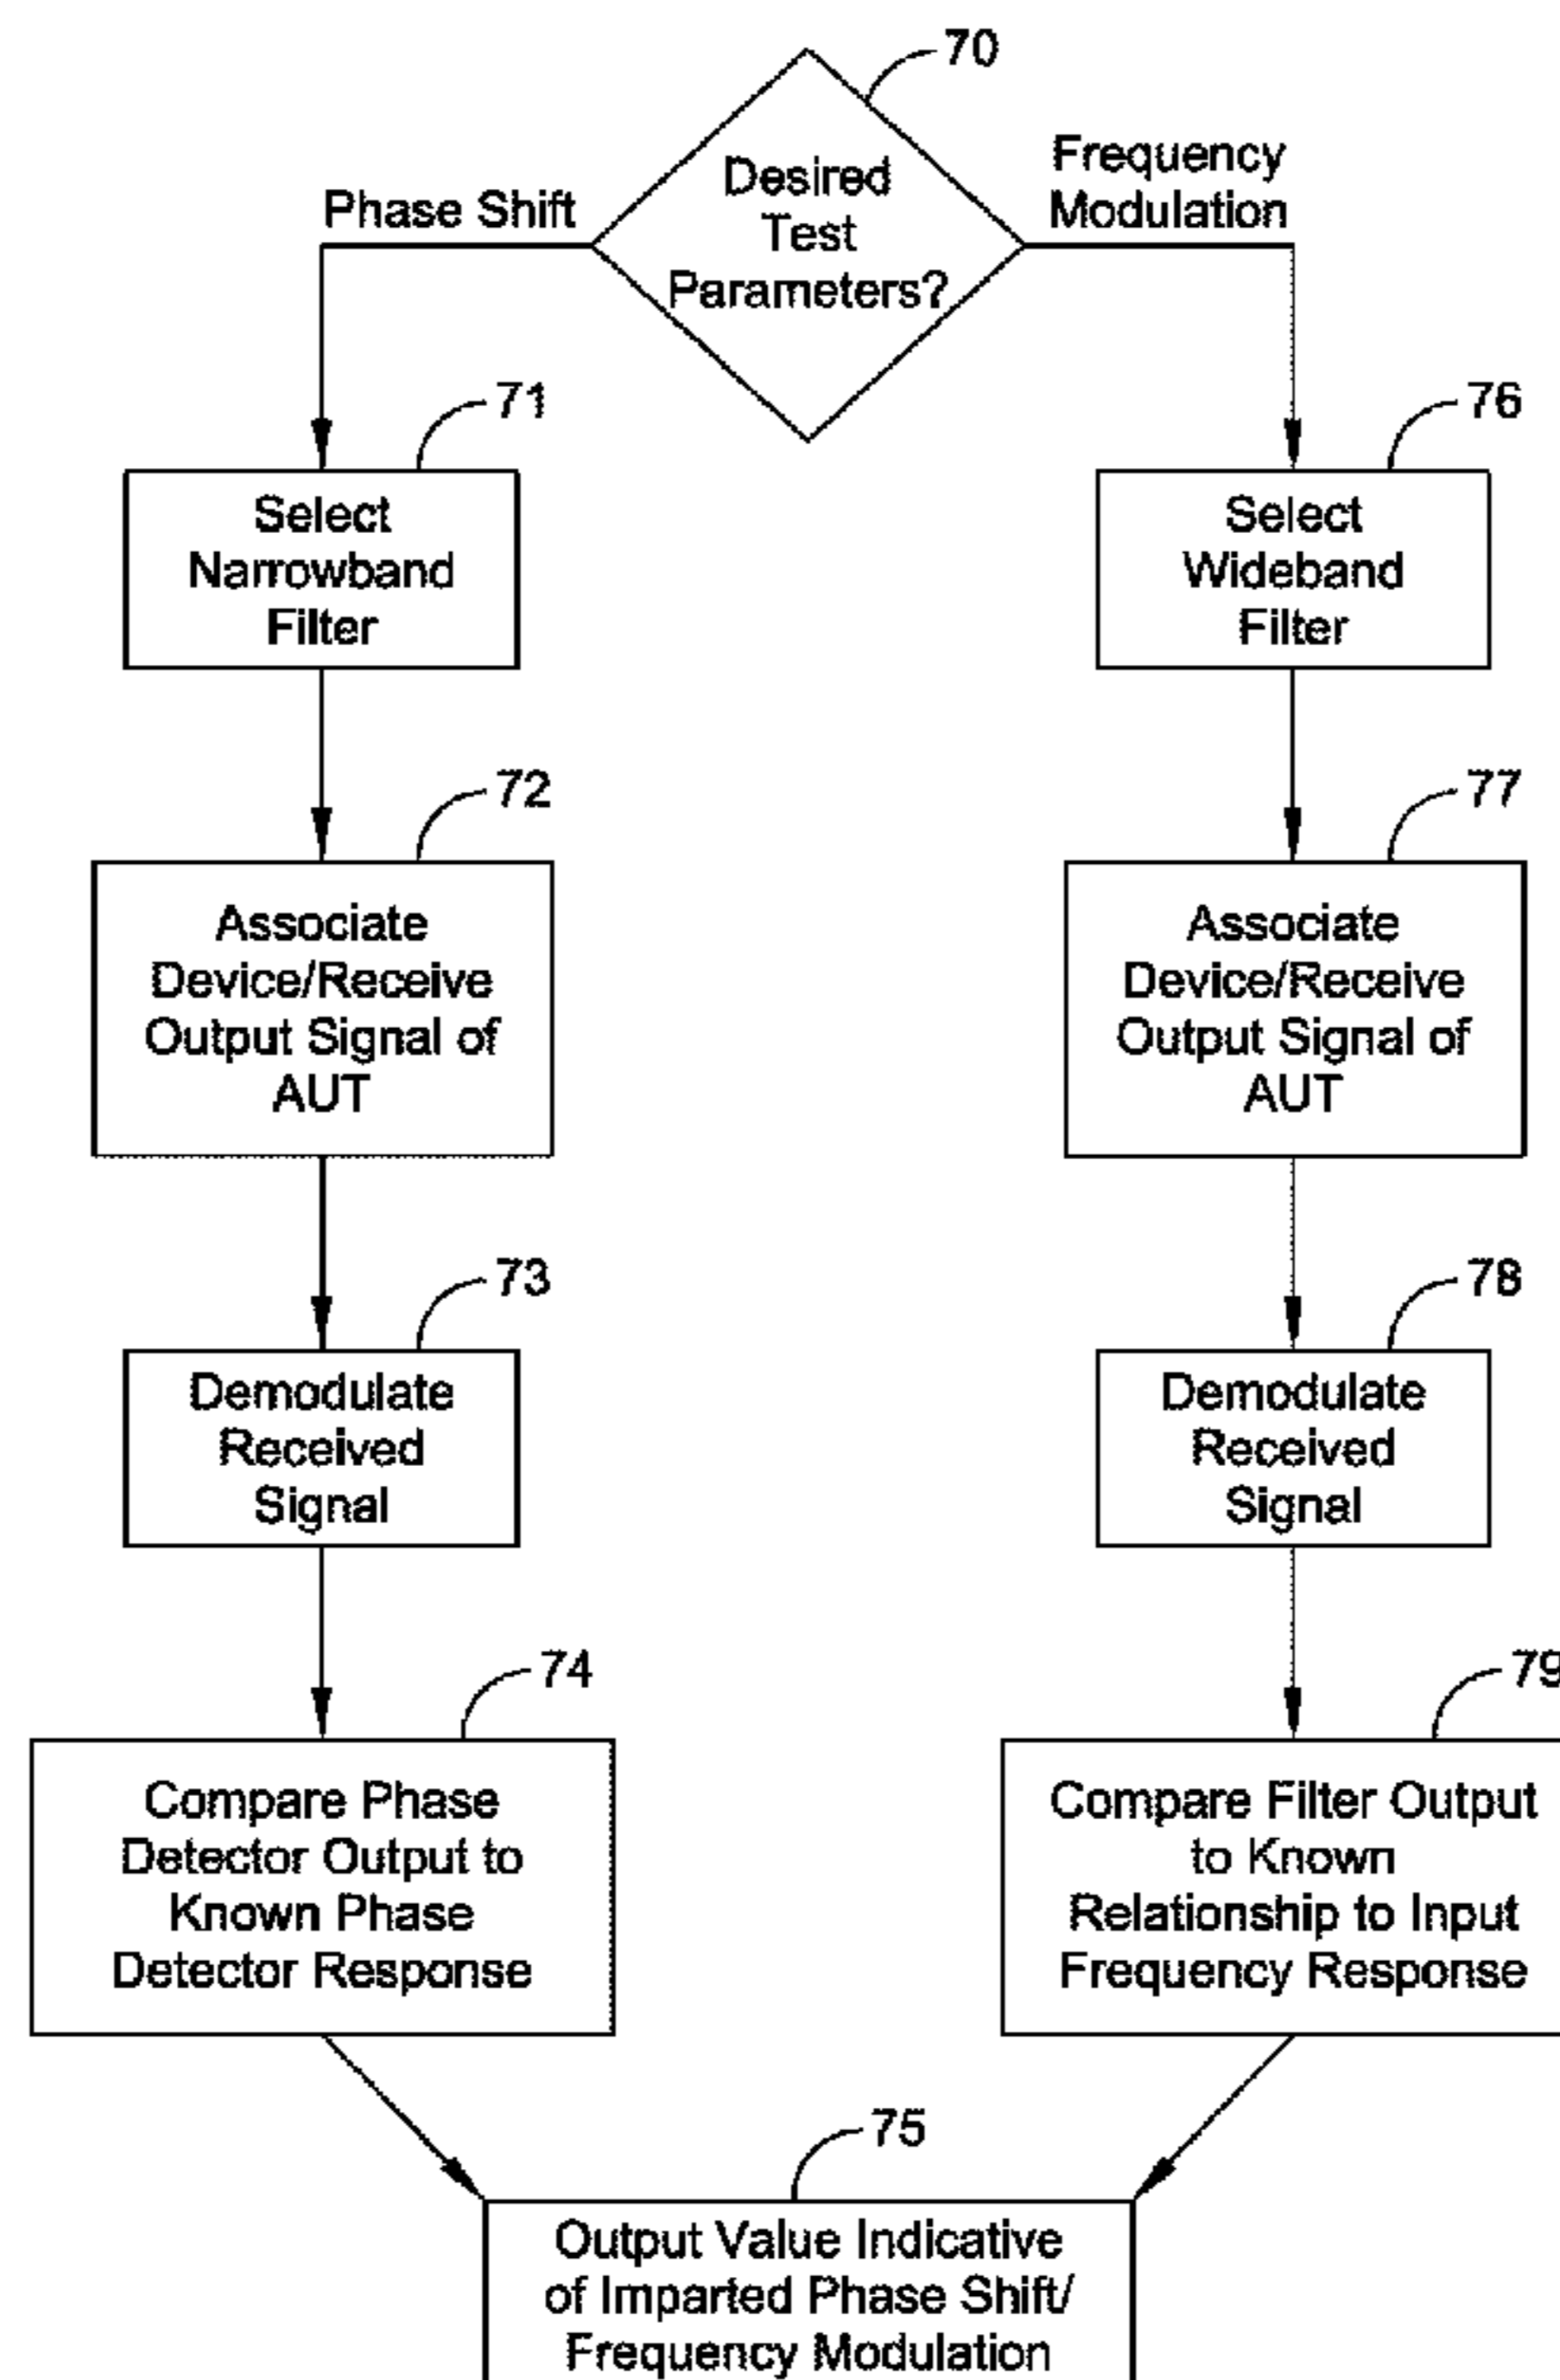 70
Desired
Test
Parameters?
Phase Shift
Frequency
Modulation
71
Select
Narrowband
Filter
72
Associate
Device/Receive
Output Signal of
AUT
73
Demodulate
Received
Signal
74
Compare Phase
Detector Output to
Known Phase
Detector Response
76
Select
Wideband
Filter
77
Associate
Device/Receive
Output Signal of
AUT
78
Demodulate
Received
Signal
79
Compare Filter Output
to Known
Relationship to Input
Frequency Response
75
Output Value Indicative
of Imparted Phase Shift/
Frequency Modulation